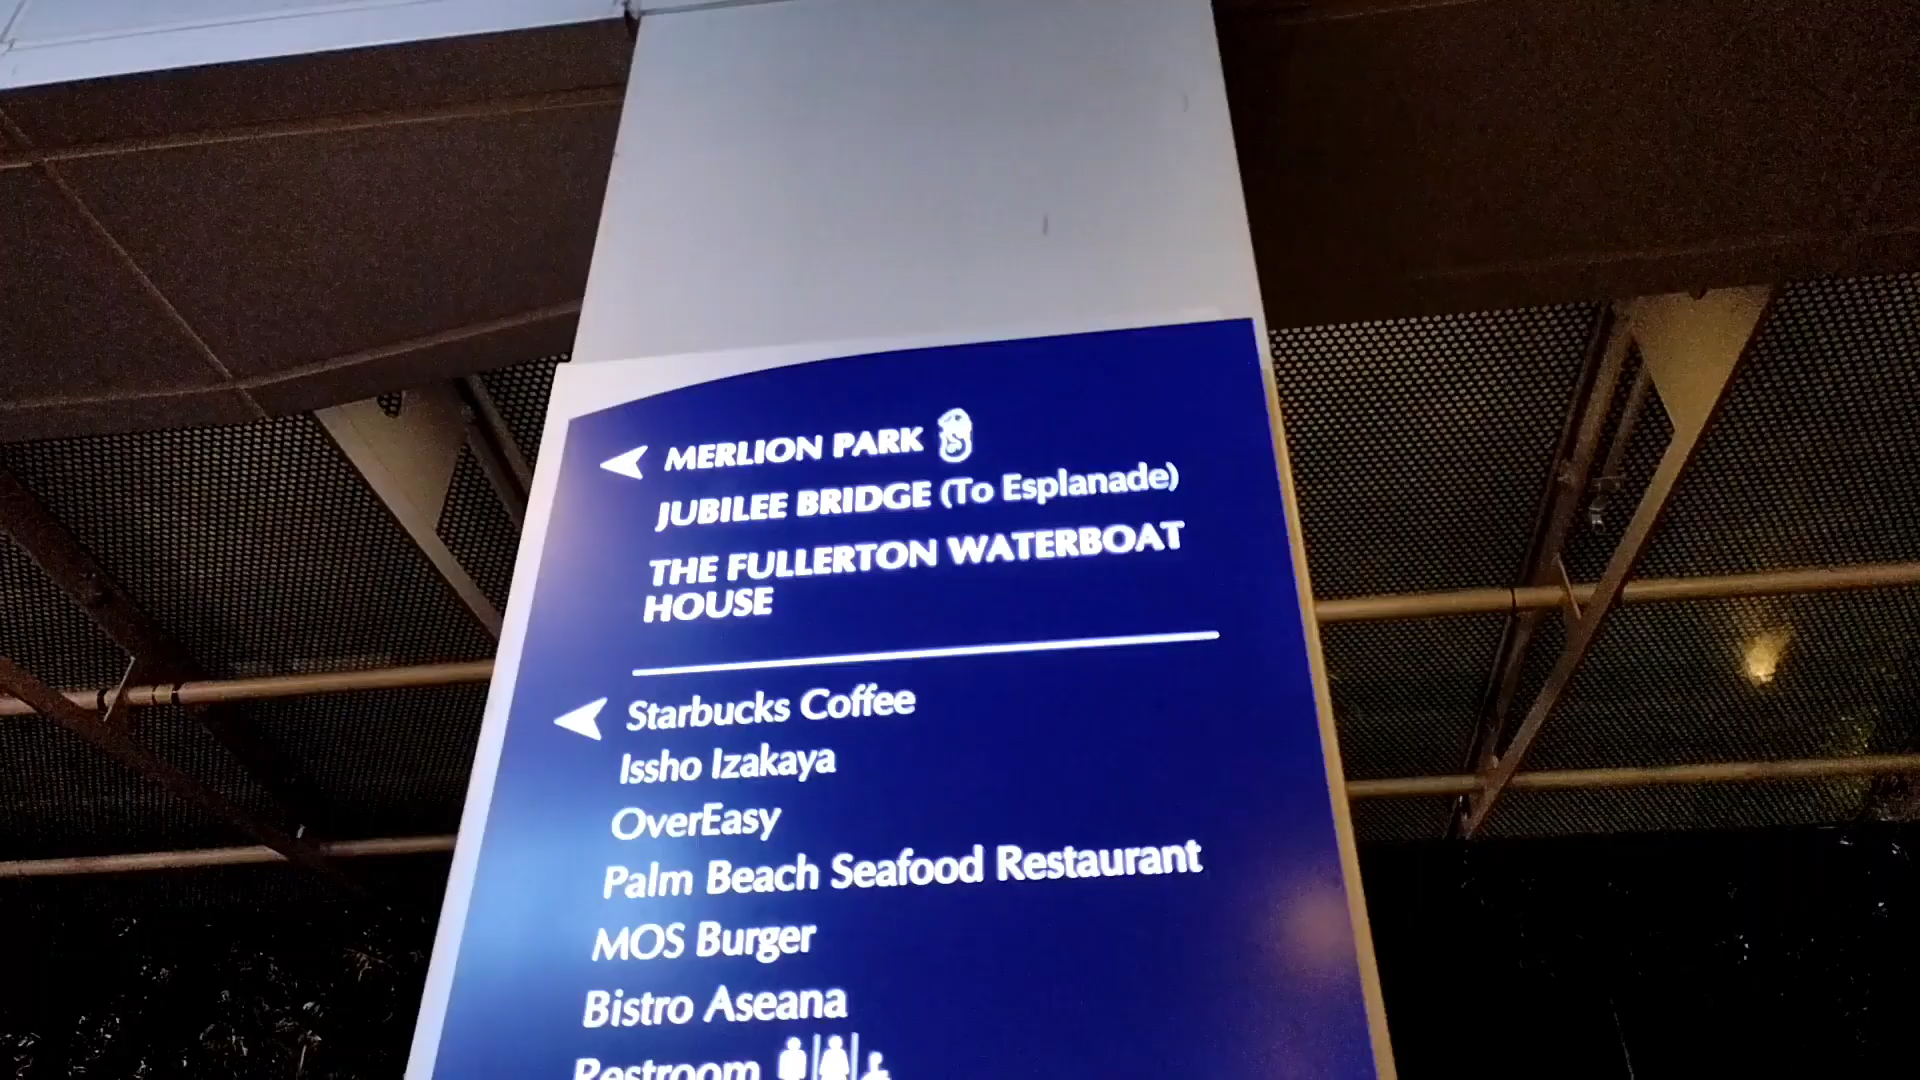 MERLION PARK
JUBILEE BRIDGE (To Esplanade)
THE FULLERTON WATERBOAT
HOUSE
Starbucks Coffee
Issho Izakaya
OverEasy
Palm Beach Seafood Restaurant
MOS Burger
Bistro Aseana
Restroom